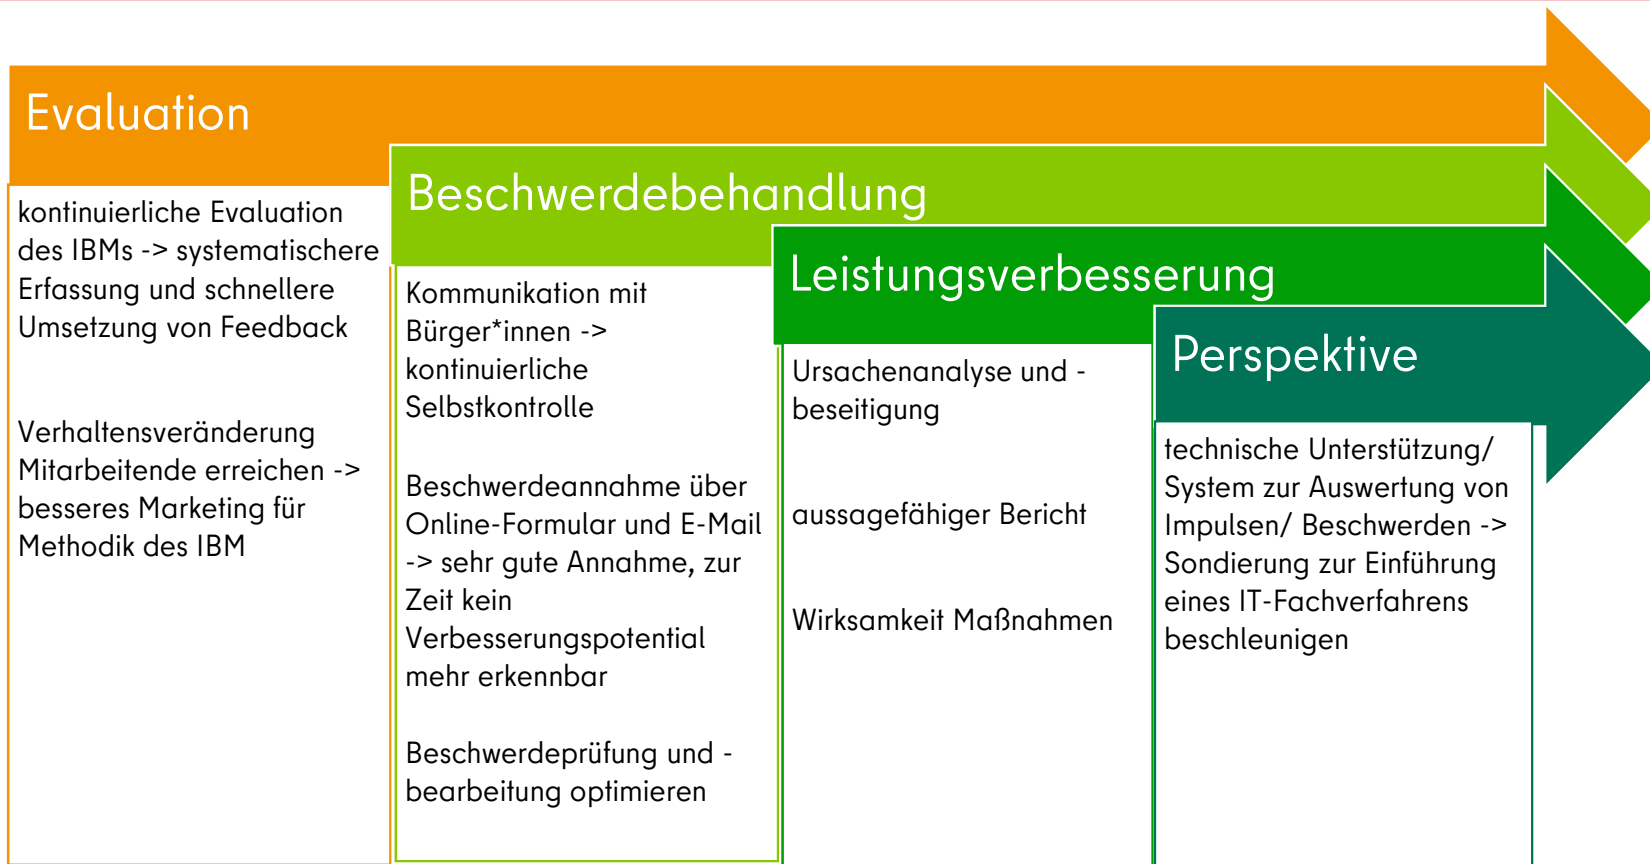 Evaluation
kontinuierliche Evaluation
des IBMs -> systematischere
Erfassung und schnellere
Umsetzung von Feedback
Verhaltensveränderung
Mitarbeitende erreichen ->
besseres Marketing für
Methodik des IBM
Beschwerdebehandlung
Kommunikation mit
Bürger*innen ->
kontinuierliche
Selbstkontrolle
Beschwerdeannahme über
Online-Formular und E-Mail
-> sehr gute Annahme, zur
Zeit kein
Verbesserungspotential
mehr erkennbar
Beschwerdeprüfung und -
bearbeitung optimieren
Leistungsverbesserung
Ursachenanalyse und -
beseitigung
aussagefähiger Bericht
Wirksamkeit Maßnahmen
Perspektive
technische Unterstützung/
System zur Auswertung von
Impulsen/ Beschwerden ->
Sondierung zur Einführung
eines IT-Fachverfahrens
beschleunigen